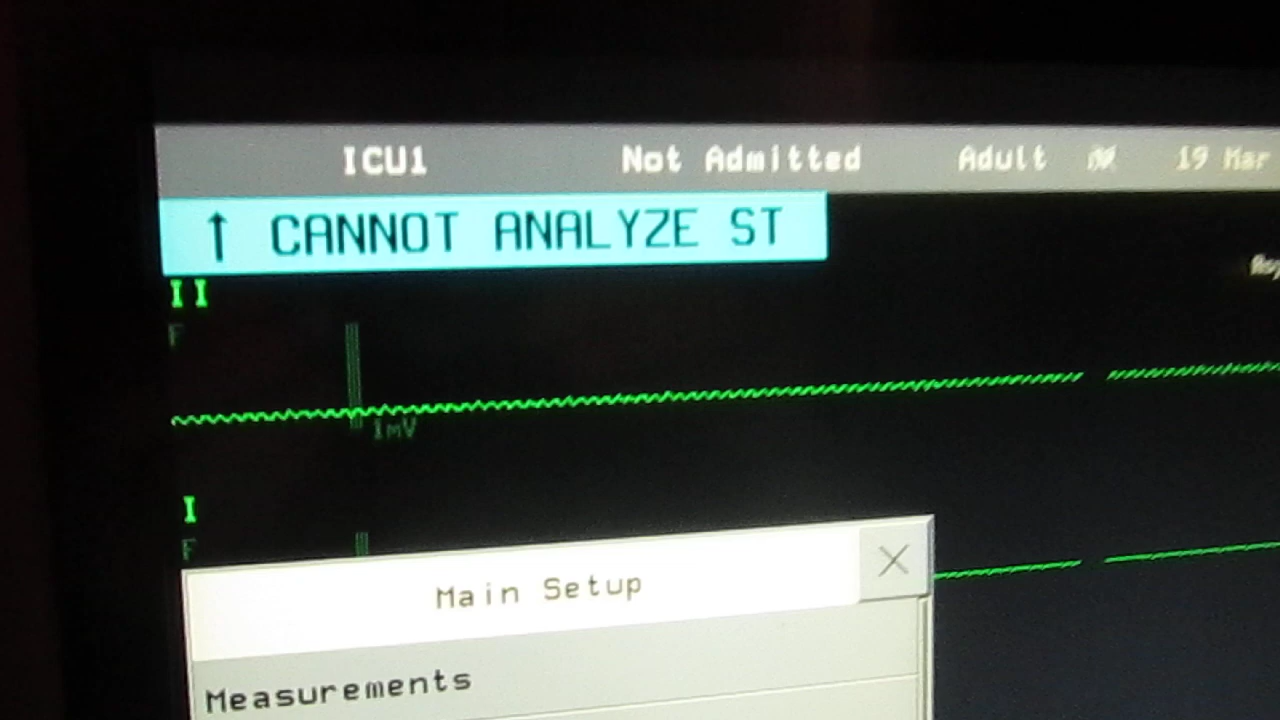 ICU1 Not Admitted Adult 19 Mar
↑ CANNOT ANALYZE ST
II
F
1mV
I
F
Main Setup
Measurements